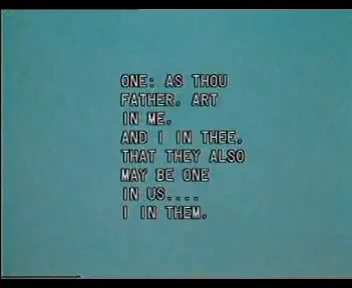 ONE: AS THOU
FATHER. ART
IN ME.
AND I IN THEE.
THAT THEY ALSO
MAY BE ONE
IN US....
I IN THEM.